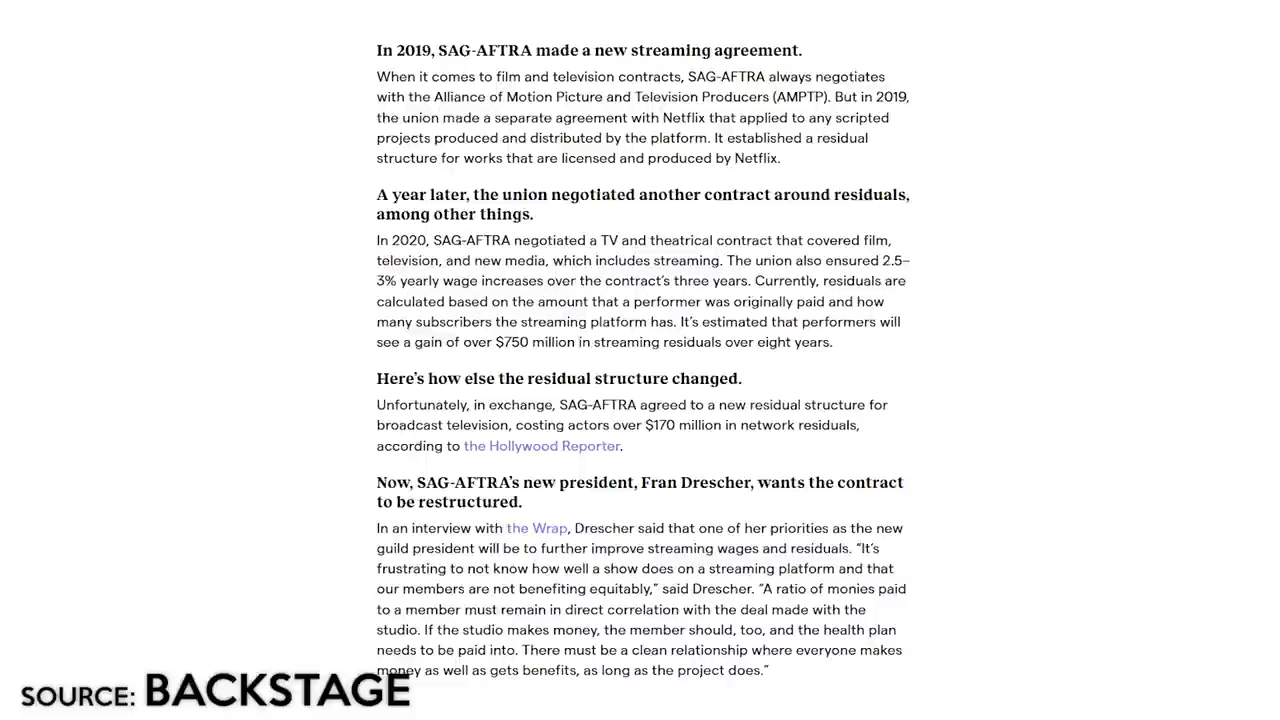 In 2019, SAG-AFTRA made a new streaming agreement.
When it comes to film and television contracts, SAG-AFTRA always negotiates
with the Alliance of Motion Picture and Television Producers (AMPTP). But in 2019,
the union made a separate agreement with Netflix that applied to any scripted
projects produced and distributed by the platform. It established a residual
structure for works that are licensed and produced by Netflix.
A year later, the union negotiated another contract around residuals,
among other things.
In 2020, SAG-AFTRA negotiated a TV and theatrical contract that covered film,
television, and new media, which includes streaming. The union also ensured 2.5–
3% yearly wage increases over the contract’s three years. Currently, residuals are
calculated based on the amount that a performer was originally paid and how
many subscribers the streaming platform has. It’s estimated that performers will
see a gain of over $750 million in streaming residuals over eight years.
Here’s how else the residual structure changed.
Unfortunately, in exchange, SAG-AFTRA agreed to a new residual structure for
broadcast television, costing actors over $170 million in network residuals,
according to the Hollywood Reporter.
Now, SAG-AFTRA’s new president, Fran Drescher, wants the contract
to be restructured.
In an interview with the Wrap, Drescher said that one of her priorities as the new
guild president will be to further improve streaming wages and residuals. “It’s
frustrating to not know how well a show does on a streaming platform and that
our members are not benefiting equitably,” said Drescher. “A ratio of monies paid
to a member must remain in direct correlation with the deal made with the
studio. If the studio makes money, the member should, too, and the health plan
needs to be paid into. There must be a clean relationship where everyone makes
money as well as gets benefits, as long as the project does.”
SOURCE: BACKSTAGE